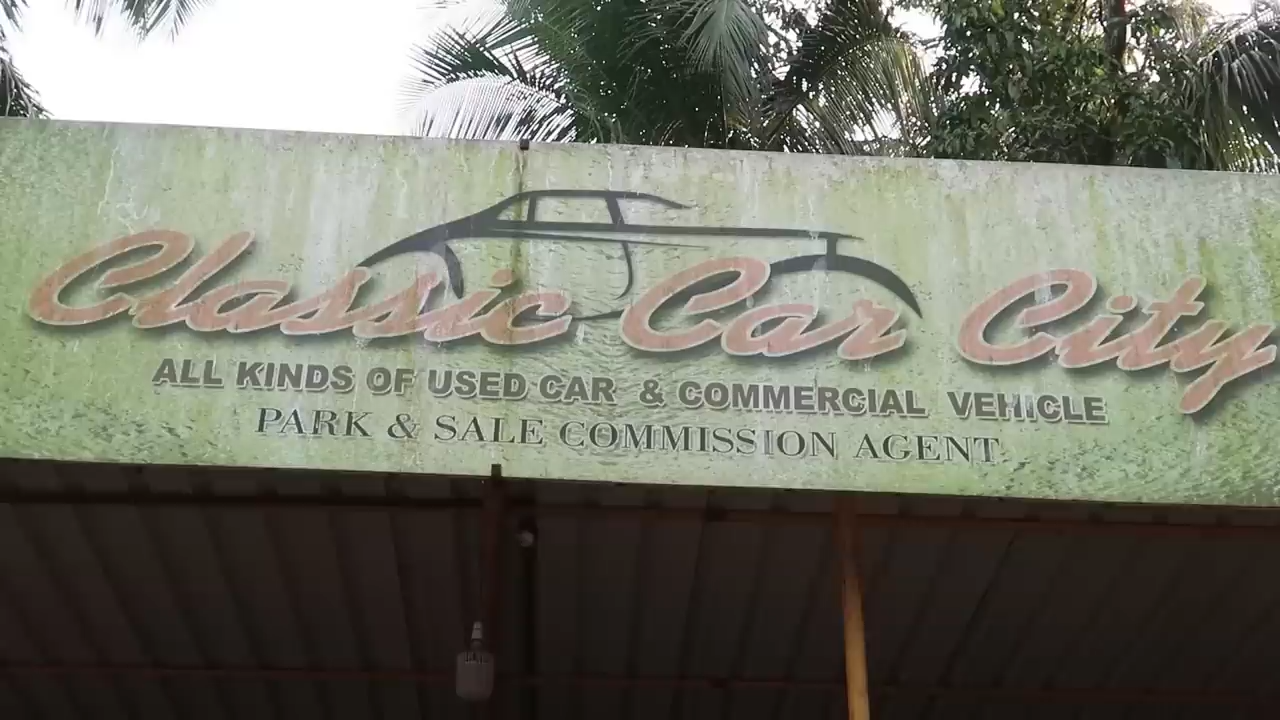 Classic Car City
ALL KINDS OF USED CAR & COMMERCIAL VEHICLE
PARK & SALE COMMISSION AGENT